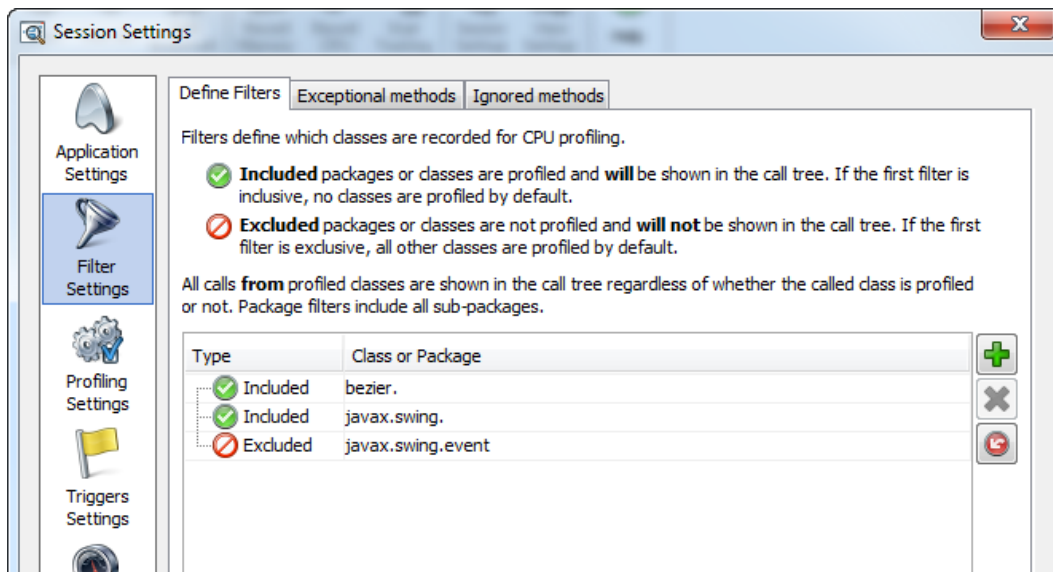 Session Settings
Define Filters
Exceptional methods
Ignored methods
Application
Settings
Filter
Settings
Profiling
Settings
Triggers
Settings
Filters define which classes are recorded for CPU profiling.
Included packages or classes are profiled and will be shown in the call tree. If the first filter is
inclusive, no classes are profiled by default.
Excluded packages or classes are not profiled and will not be shown in the call tree. If the first
filter is exclusive, all other classes are profiled by default.
All calls from profiled classes are shown in the call tree regardless of whether the called class is profiled
or not. Package filters include all sub-packages.
Type Class or Package
Included bezier.
Included javax.swing.
Excluded javax.swing.event